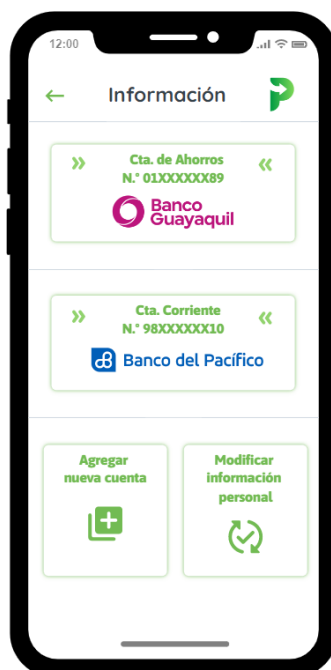 12:00
Información
Cta. de Ahorros
N.° 01XXXXXX89
Banco
Guayaquil
Cta. Corriente
N.° 98XXXXXX10
Banco del Pacífico
Agregar
nueva cuenta
Modificar
información
personal